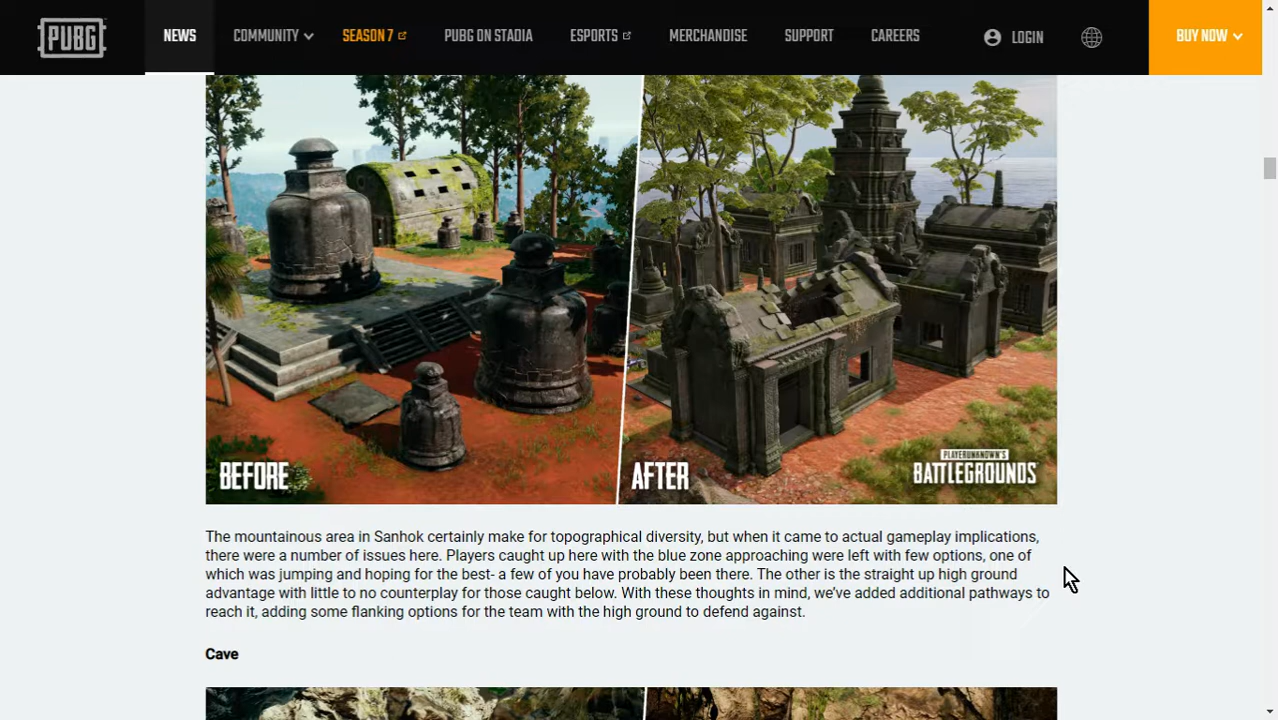 PUBG
NEWS
COMMUNITY
SEASON 7
PUBG ON STADIA
ESPORTS
MERCHANDISE
SUPPORT
CAREERS
LOGIN
BUY NOW
BEFORE
AFTER
PLAYERUNKNOWN'S
BATTLEGROUNDS
The mountainous area in Sanhok certainly make for topographical diversity, but when it came to actual gameplay implications,
there were a number of issues here. Players caught up here with the blue zone approaching were left with few options, one of
which was jumping and hoping for the best- a few of you have probably been there. The other is the straight up high ground
advantage with little to no counterplay for those caught below. With these thoughts in mind, we've added additional pathways to
reach it, adding some flanking options for the team with the high ground to defend against.
Cave